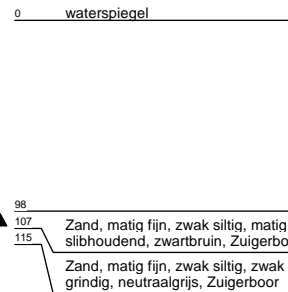 0 waterspiegel
98
107 Zand, matig fijn, zwak siltig, matig
slibhoudend, zwartbruin, Zuigerbo
115
Zand, matig fijn, zwak siltig, zwak
grindig, neutraalgrijs, Zuigerboor